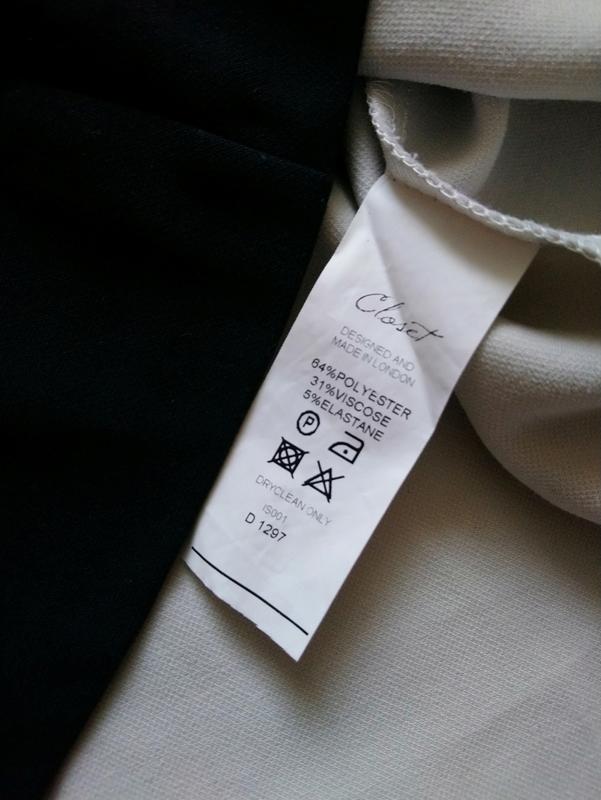 Closet
DESIGNED AND
MADE IN LONDON
64%POLYESTER
31%VISCOSE
5%ELASTANE
P
DRYCLEAN ONLY
IS001
D 1297